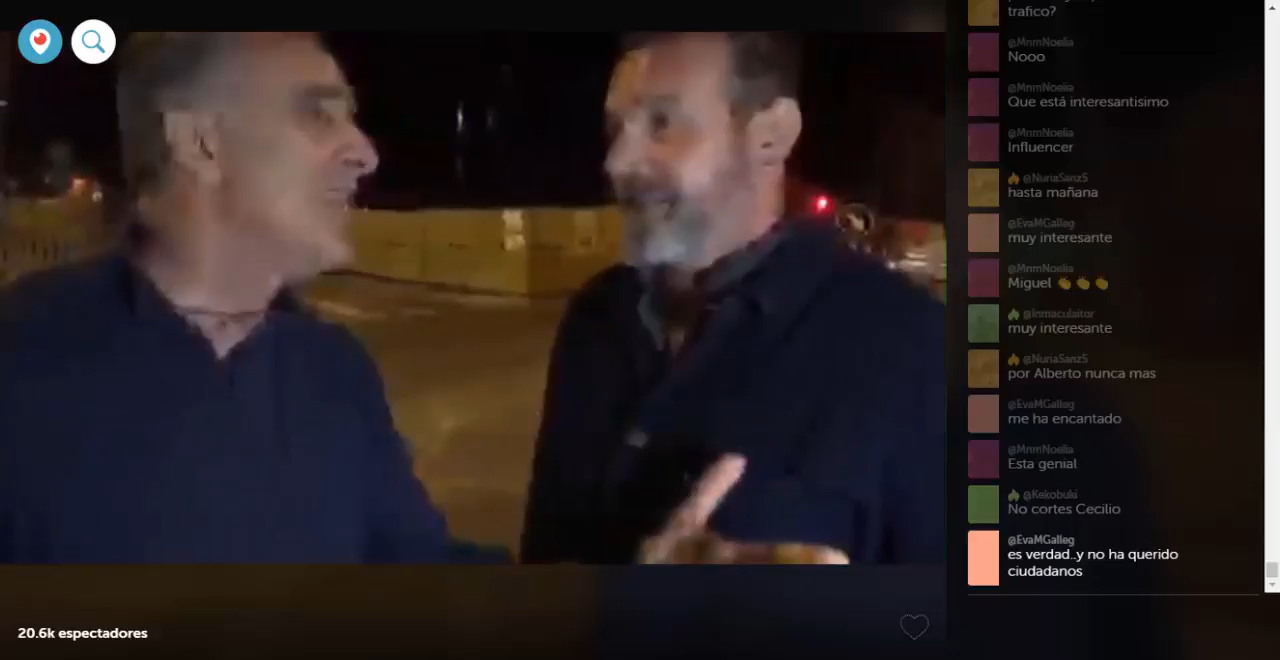 trafico?
@MnmNoelia
Nooo
@MnmNoelia
Que está interesantisimo
@MnmNoelia
Influencer
@NuriaSanz5
hasta mañana
@EvaMGalleg
muy interesante
@MnmNoelia
Miguel 👏 👏 👏
@Inmaculaitor
muy interesante
@NuriaSanz5
por Alberto nunca mas
@EvaMGalleg
me ha encantado
@MnmNoelia
Esta genial
@Kekobuki
No cortes Cecilio
@EvaMGalleg
es verdad..y no ha querido
ciudadanos
20.6k espectadores